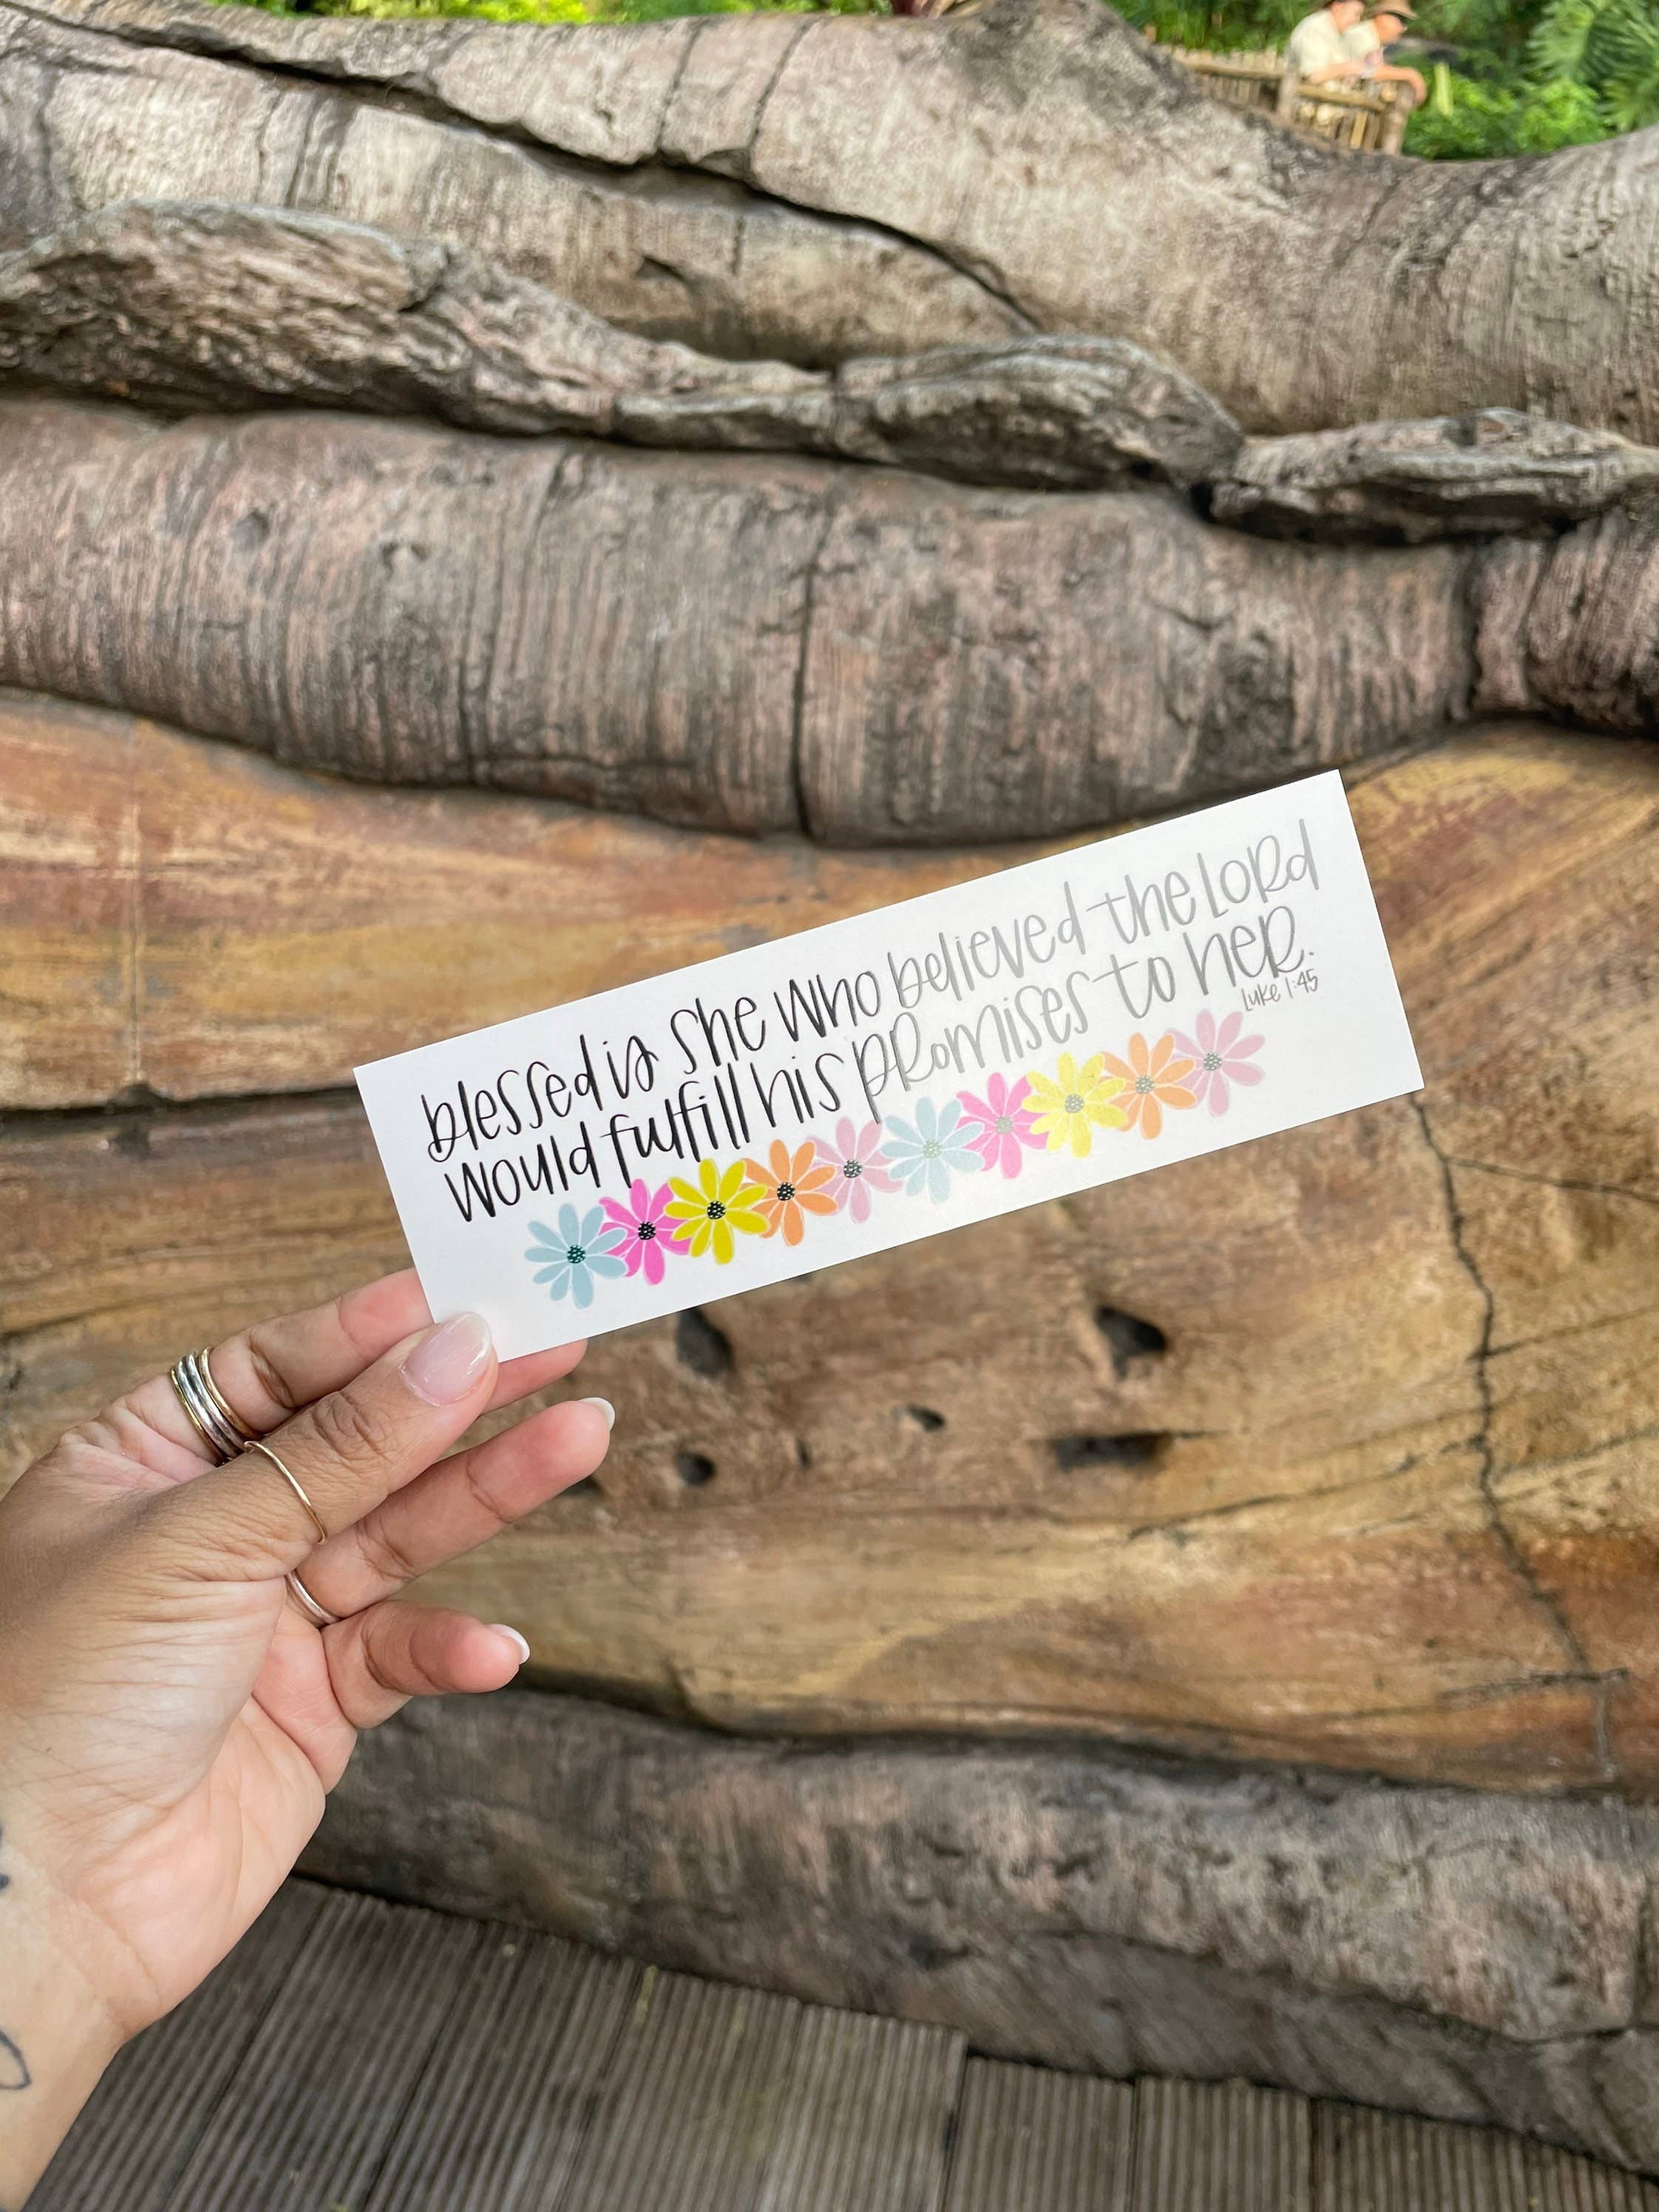 blessed is she who believed the Lord
would fulfill his promises to her.
Luke 1:45